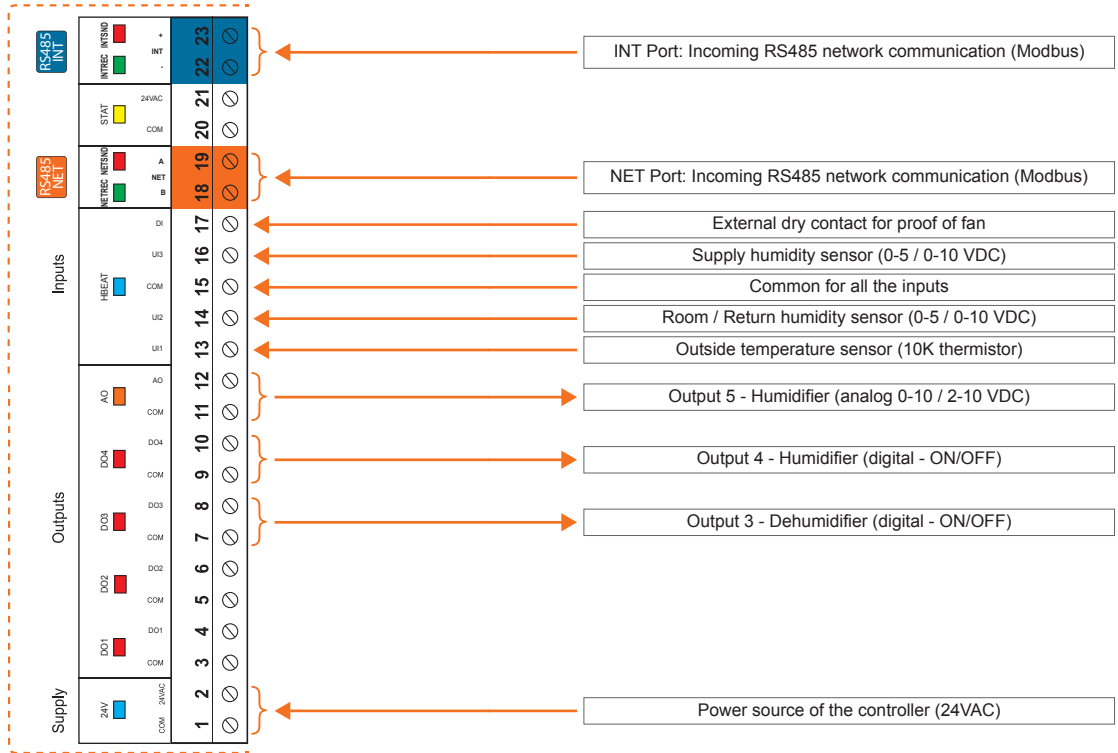 RS485
INT
INTREC INTSND
+
INT
-
23
22
INT Port: Incoming RS485 network communication (Modbus)
STAT
24VAC
COM
21
20
RS485
NET
NETREC NETSND
A
NET
B
19
18
NET Port: Incoming RS485 network communication (Modbus)
Inputs
HBEAT
DI
17
External dry contact for proof of fan
UI3
16
Supply humidity sensor (0-5 / 0-10 VDC)
COM
15
Common for all the inputs
UI2
14
Room / Return humidity sensor (0-5 / 0-10 VDC)
UI1
13
Outside temperature sensor (10K thermistor)
Outputs
AO
AO
12
COM
11
Output 5 - Humidifier (analog 0-10 / 2-10 VDC)
DO4
DO4
10
COM
9
Output 4 - Humidifier (digital - ON/OFF)
DO3
DO3
8
COM
7
Output 3 - Dehumidifier (digital - ON/OFF)
DO2
DO2
6
COM
5
DO1
DO1
4
COM
3
Supply
24V
24VAC
2
COM
1
Power source of the controller (24VAC)